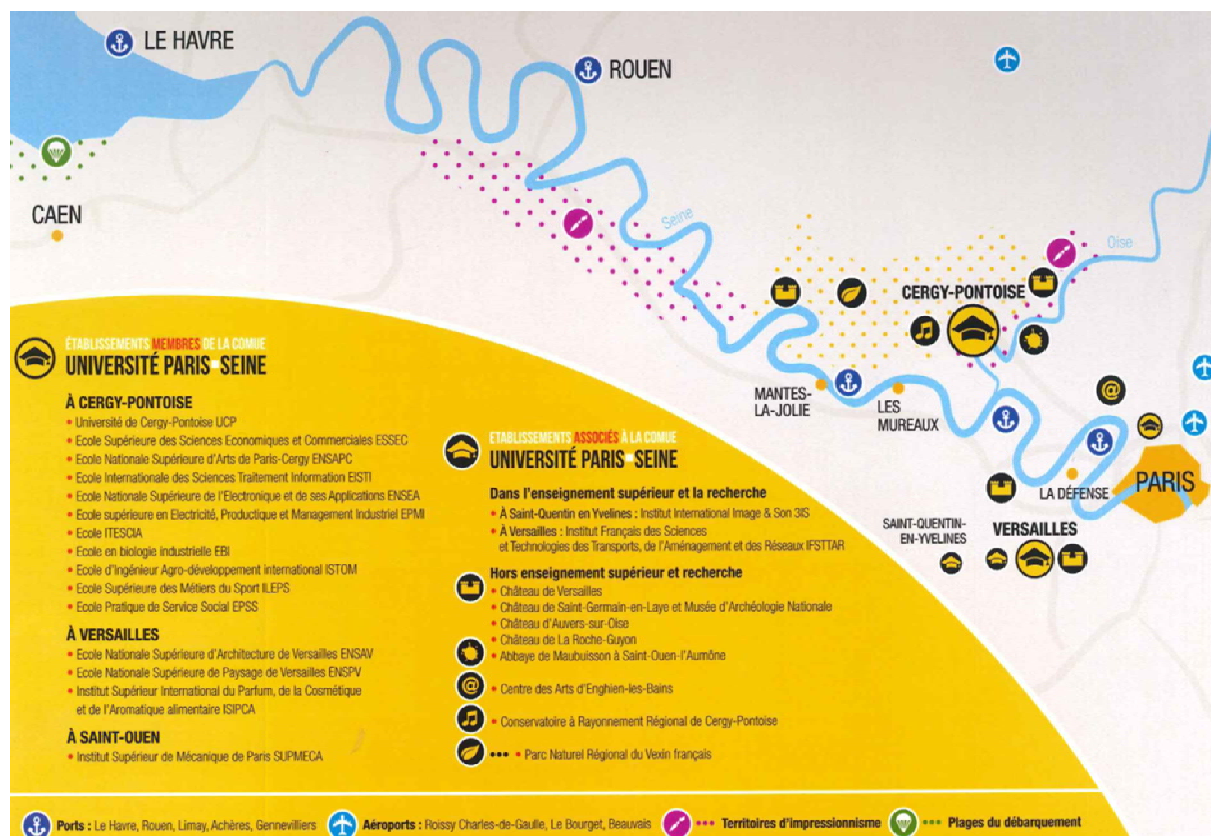 LE HAVRE
ROUEN
CAEN
Seine
Oise
CERGY-PONTOISE
MANTES-
LA-JOLIE
LES
MUREAUX
LA DÉFENSE
PARIS
SAINT-QUENTIN-
EN-YVELINES
VERSAILLES
ÉTABLISSEMENTS MEMBRES DE LA COMUE
UNIVERSITÉ PARIS-SEINE
À CERGY-PONTOISE
• Université de Cergy-Pontoise UCP
• Ecole Supérieure des Sciences Economiques et Commerciales ESSEC
• Ecole Nationale Supérieure d'Arts de Paris-Cergy ENSAPC
• Ecole Internationale des Sciences Traitement Information EISTI
• Ecole Nationale Supérieure de l'Electronique et de ses Applications ENSEA
• Ecole supérieure en Electricité, Productique et Management Industriel EPMI
• Ecole ITESCIA
• Ecole en biologie industrielle EBI
• Ecole d'Ingénieur Agro-développement international ISTOM
• Ecole Supérieure des Métiers du Sport ILEPS
• Ecole Pratique de Service Social EPSS
À VERSAILLES
• Ecole Nationale Supérieure d'Architecture de Versailles ENSAV
• Ecole Nationale Supérieure de Paysage de Versailles ENSPV
• Institut Supérieur International du Parfum, de la Cosmétique
et de l'Aromatique alimentaire ISIPCA
À SAINT-OUEN
• Institut Supérieur de Mécanique de Paris SUPMECA
ETABLISSEMENTS ASSOCIÉS À LA COMUE
UNIVERSITÉ PARIS-SEINE
Dans l'enseignement supérieur et la recherche
• À Saint-Quentin en Yvelines : Institut International Image & Son 3IS
• À Versailles : Institut Français des Sciences
et Technologies des Transports, de l'Aménagement et des Réseaux IFSTTAR
Hors enseignement supérieur et recherche
• Château de Versailles
• Château de Saint-Germain-en-Laye et Musée d'Archéologie Nationale
• Château d'Auvers-sur-Oise
• Château de La Roche-Guyon
• Abbaye de Maubuisson à Saint-Ouen-l'Aumône
@ • Centre des Arts d'Enghien-les-Bains
• Conservatoire à Rayonnement Régional de Cergy-Pontoise
• Parc Naturel Régional du Vexin français
Ports : Le Havre, Rouen, Limay, Achères, Gennevilliers Aéroports : Roissy Charles-de-Gaulle, Le Bourget, Beauvais Territoires d'impressionnisme Plages du débarquement